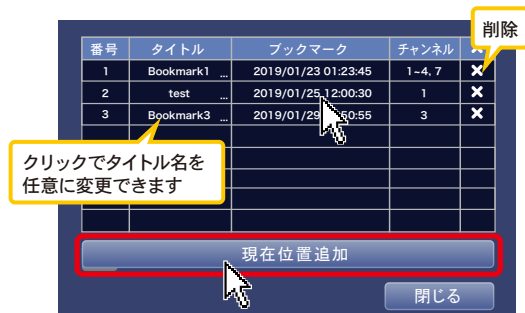 削除
番号 タイトル ブックマーク チャンネル
1 Bookmark1 ... 2019/01/23 01:23:45 1~4, 7 ×
2 test ... 2019/01/25 12:00:30 1 ×
3 Bookmark3 ... 2019/01/29 50:55 3 ×
クリックでタイトル名を
任意に変更できます
現在位置追加
閉じる